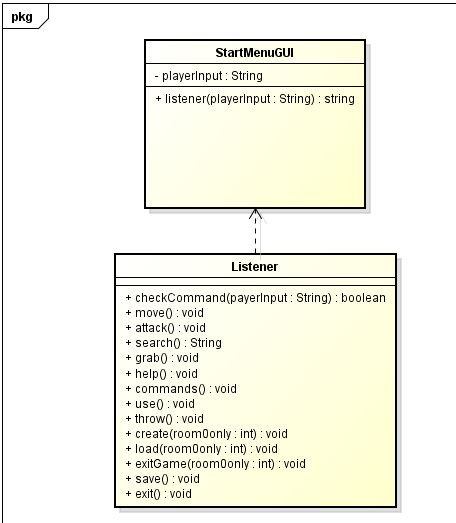 pkg
StartMenuGUI
- playerInput : String
+ listener(playerInput : String) : string
Listener
+ checkCommand(payerInput : String) : boolean
+ move() : void
+ attack() : void
+ search() : String
+ grab() : void
+ help() : void
+ commands() : void
+ use() : void
+ throw() : void
+ create(room0only : int) : void
+ load(room0only : int) : void
+ exitGame(room0only : int) : void
+ save() : void
+ exit() : void